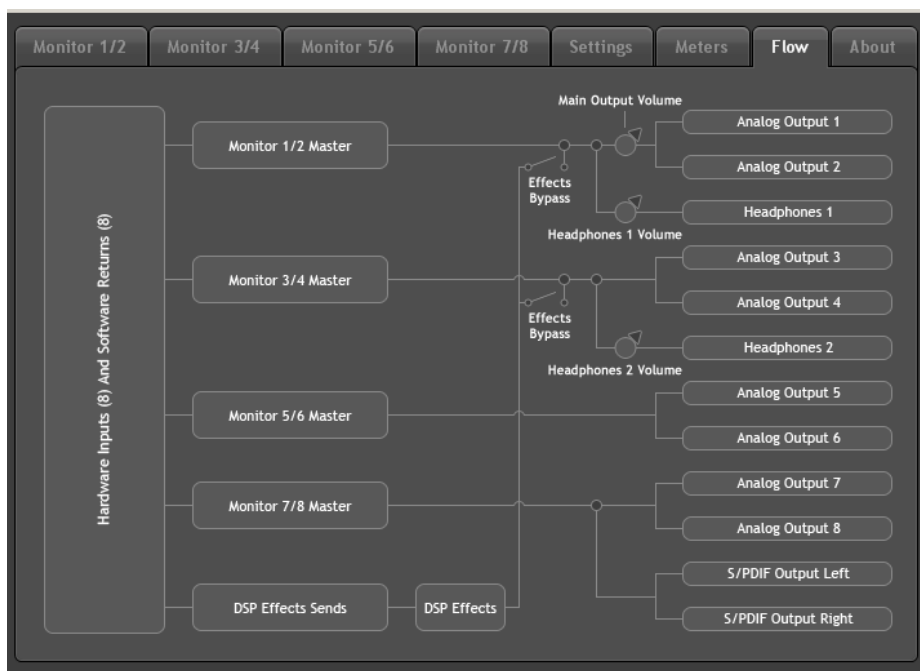 Monitor 1/2
Monitor 3/4
Monitor 5/6
Monitor 7/8
Settings
Meters
Flow
About
Hardware Inputs (8) And Software Returns (8)
Monitor 1/2 Master
Main Output Volume
Analog Output 1
Analog Output 2
Effects
Bypass
Headphones 1
Headphones 1 Volume
Monitor 3/4 Master
Analog Output 3
Analog Output 4
Effects
Bypass
Headphones 2
Headphones 2 Volume
Monitor 5/6 Master
Analog Output 5
Analog Output 6
Monitor 7/8 Master
Analog Output 7
Analog Output 8
S/PDIF Output Left
DSP Effects Sends
DSP Effects
S/PDIF Output Right